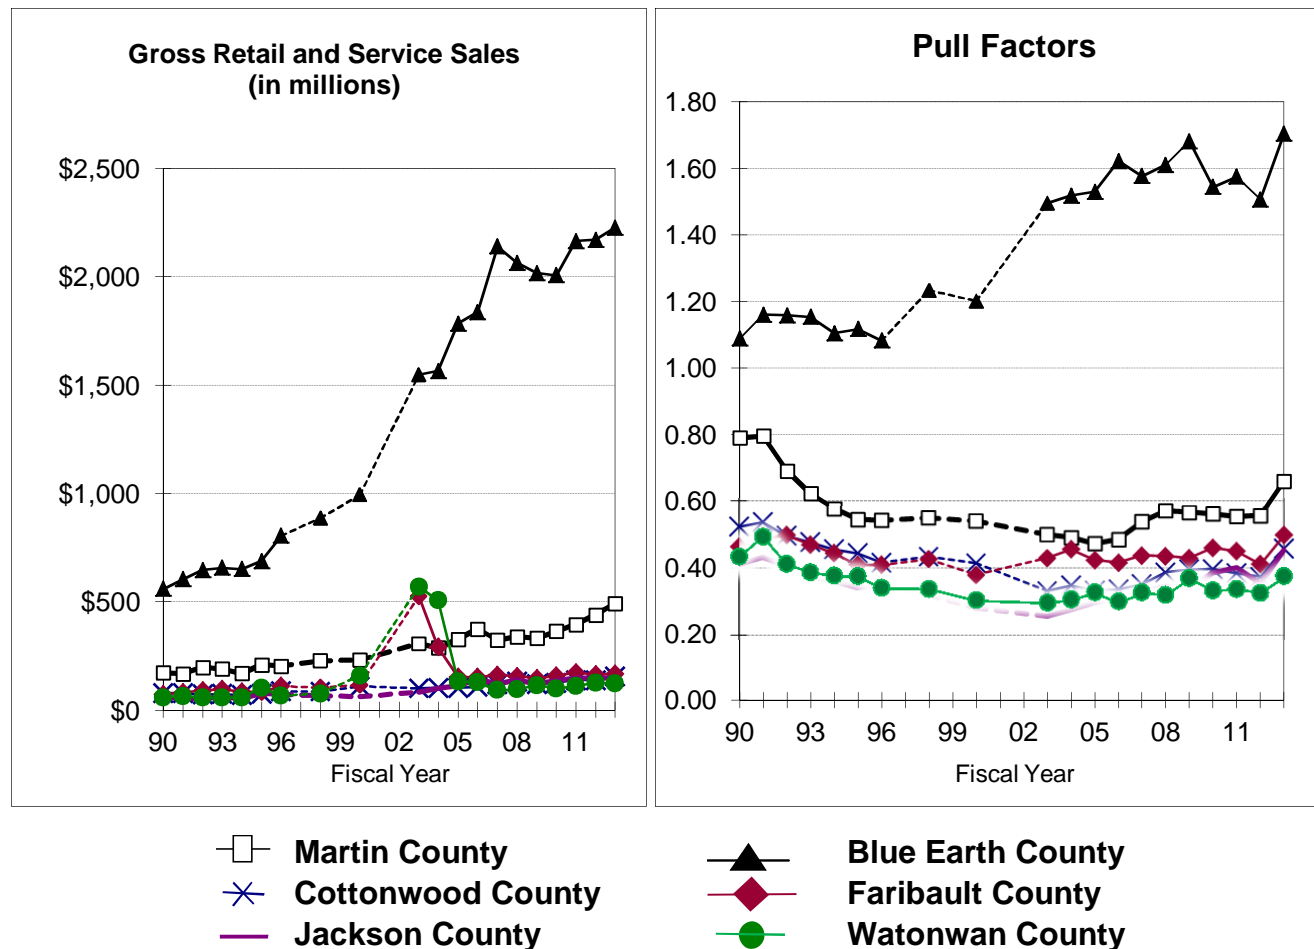 Gross Retail and Service Sales
(in millions)
$2,500
$2,000
$1,500
$1,000
$500
$0
90 93 96 99 02 05 08 11
Fiscal Year
Pull Factors
1.80
1.60
1.40
1.20
1.00
0.80
0.60
0.40
0.20
0.00
90 93 96 99 02 05 08 11
Fiscal Year
Martin County
Blue Earth County
Cottonwood County
Faribault County
Jackson County
Watonwan County